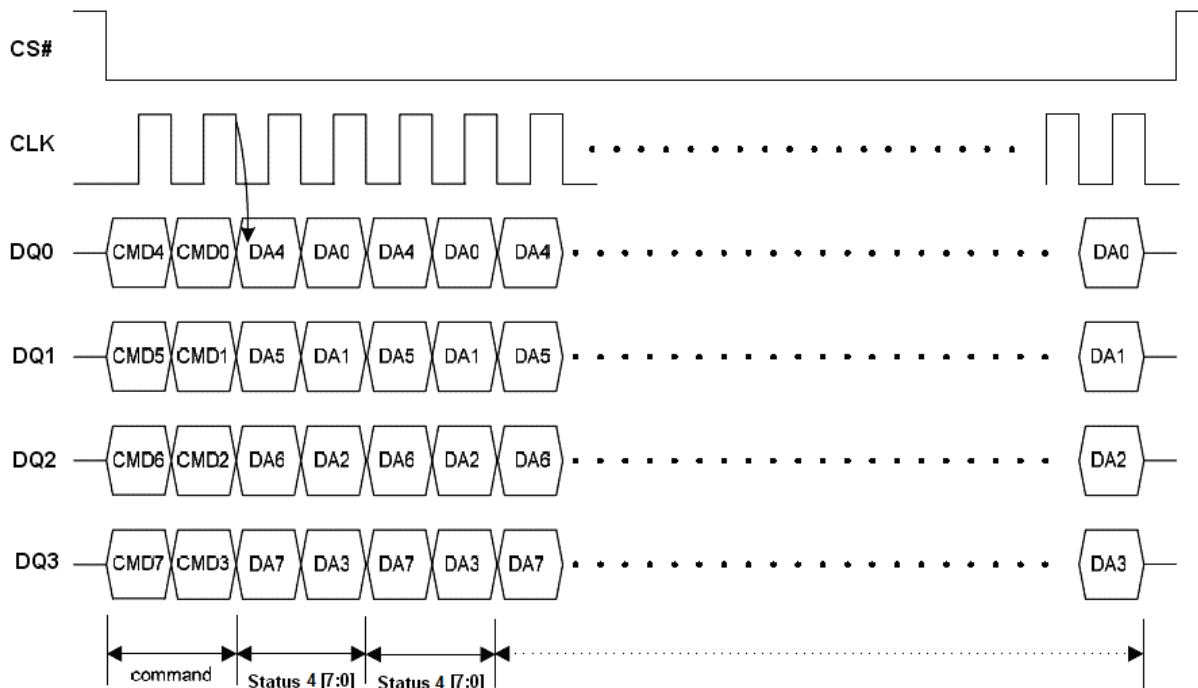 CS#
CLK
DQ0 CMD4 CMD0 DA4 DA0 DA4 DA0 DA4 DA0
DQ1 CMD5 CMD1 DA5 DA1 DA5 DA1 DA5 DA1
DQ2 CMD6 CMD2 DA6 DA2 DA6 DA2 DA6 DA2
DQ3 CMD7 CMD3 DA7 DA3 DA7 DA3 DA7 DA3
command Status 4 [7:0] Status 4 [7:0]